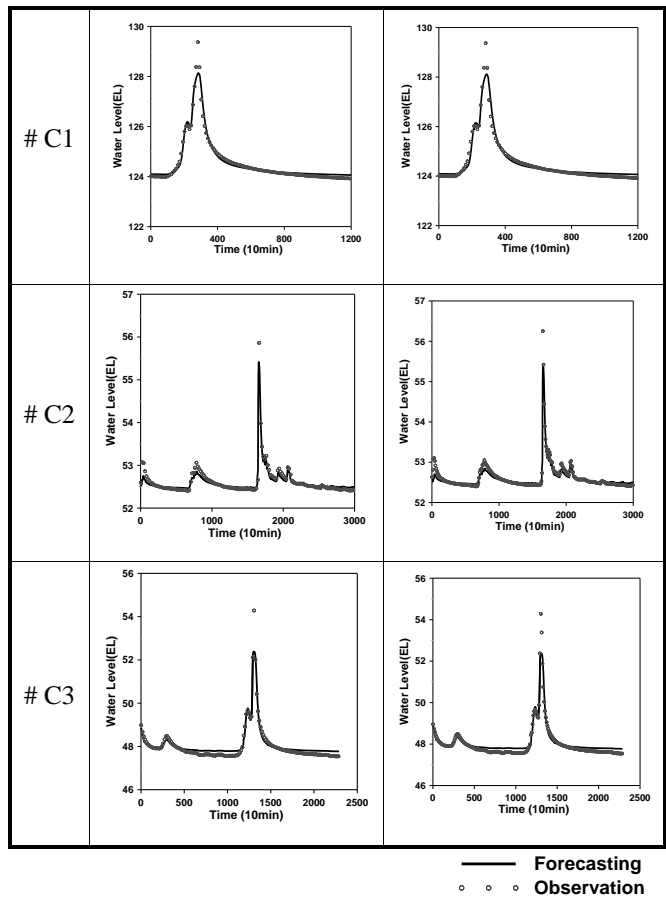 # C1
Water Level(EL)
130
128
126
124
122
0 400 800 1200
Time (10min)
Water Level(EL)
130
128
126
124
122
0 400 800 1200
Time (10min)
# C2
Water Level(EL)
57
56
55
54
53
52
0 1000 2000 3000
Time (10min)
Water Level(EL)
57
56
55
54
53
52
0 1000 2000 3000
Time (10min)
# C3
Water Level(EL)
56
54
52
50
48
46
0 500 1000 1500 2000 2500
Time (10min)
Water Level(EL)
56
54
52
50
48
46
0 500 1000 1500 2000 2500
Time (10min)
Forecasting
Observation